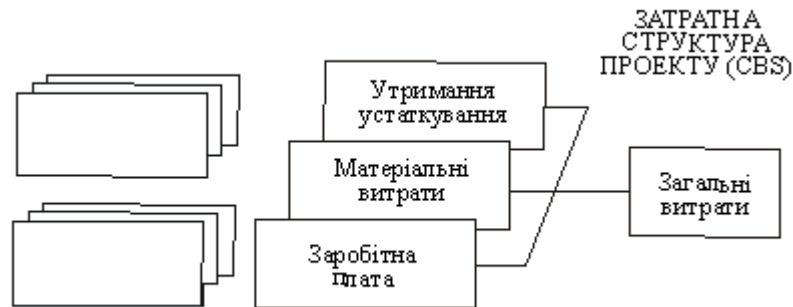 ЗАТРАТНА
СТРУКТУРА
ПРОЕКТУ (CBS)
Утримання
устаткування
Матеріальні
витрати
Заробітна
плата
Загальні
витрати